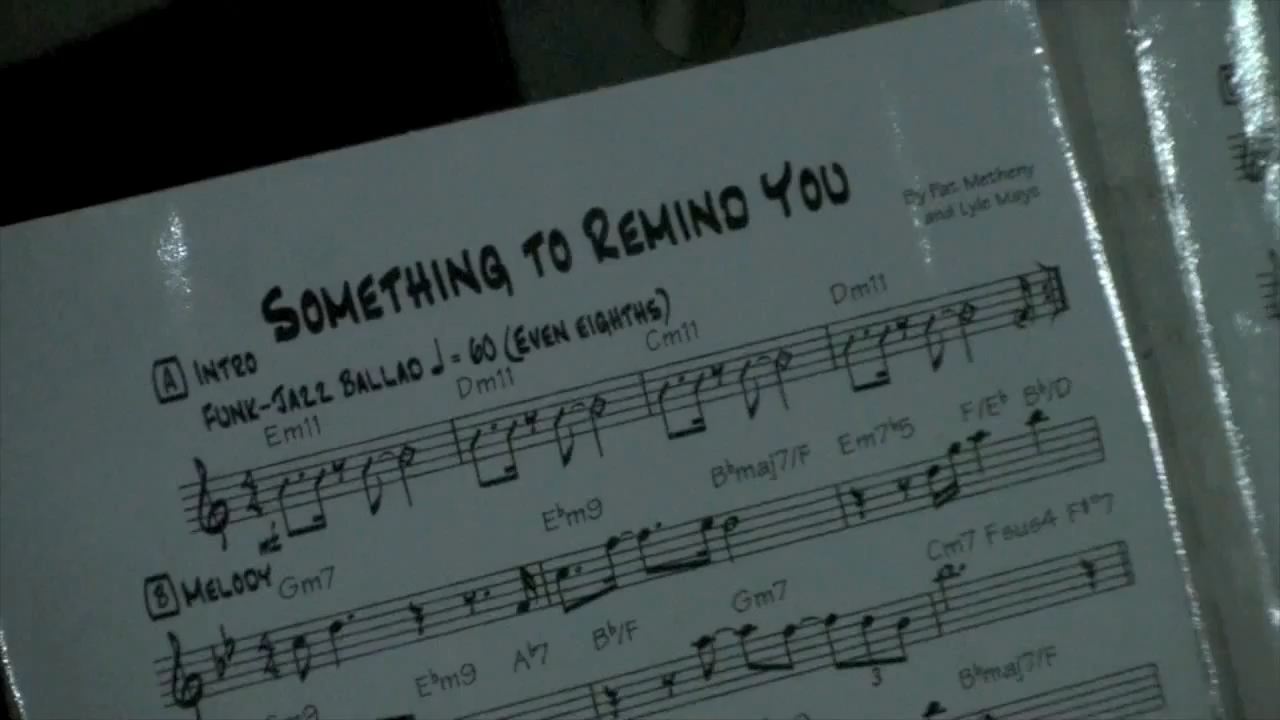 SOMETHING TO REMIND YOU
By Pat Metheny
and Lyle Mays
A INTRO
FUNK-JAZZ BALLAD ♩ = 60 (EVEN EIGHTHS)
Em11 Dm11 Cm11 Dm11
B MELODY
Gm7 E♭m9 B♭maj7/F Em7♭5 F/E♭ B♭/D
E♭m9 A♭7 B♭/F Gm7 Cm7 Fsus4 F#°7
3
B♭maj7/F